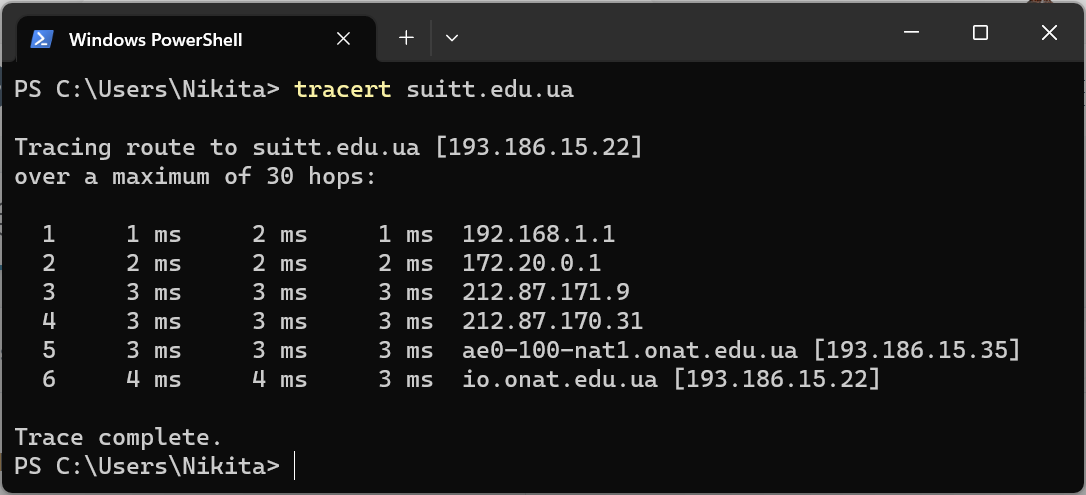 Windows PowerShell
PS C:\Users\Nikita> tracert suitt.edu.ua
Tracing route to suitt.edu.ua [193.186.15.22]
over a maximum of 30 hops:
1 1 ms 2 ms 1 ms 192.168.1.1
2 2 ms 2 ms 2 ms 172.20.0.1
3 3 ms 3 ms 3 ms 212.87.171.9
4 3 ms 3 ms 3 ms 212.87.170.31
5 3 ms 3 ms 3 ms ae0-100-nat1.onat.edu.ua [193.186.15.35]
6 4 ms 4 ms 3 ms io.onat.edu.ua [193.186.15.22]
Trace complete.
PS C:\Users\Nikita>